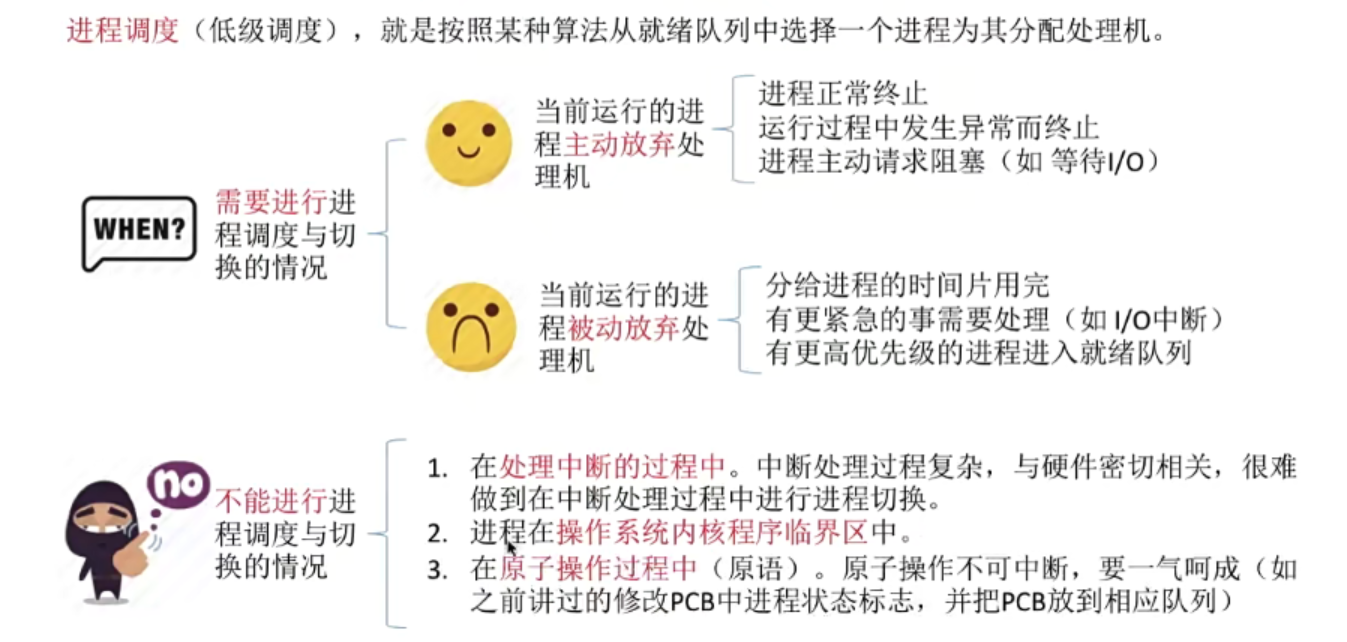 进程调度（低级调度），就是按照某种算法从就绪队列中选择一个进程为其分配处理机。
WHEN?
需要进行进
程调度与切
换的情况
当前运行的进
程主动放弃处
理机
进程正常终止
运行过程中发生异常而终止
进程主动请求阻塞（如 等待I/O）
当前运行的进
程被动放弃处
理机
分给进程的时间片用完
有更紧急的事需要处理（如 I/O中断）
有更高优先级的进程进入就绪队列
no
不能进行进
程调度与切
换的情况
1. 在处理中断的过程中。中断处理过程复杂，与硬件密切相关，很难
做到在中断处理过程中进行进程切换。
2. 进程在操作系统内核程序临界区中。
3. 在原子操作过程中（原语）。原子操作不可中断，要一气呵成（如
之前讲过的修改PCB中进程状态标志，并把PCB放到相应队列）